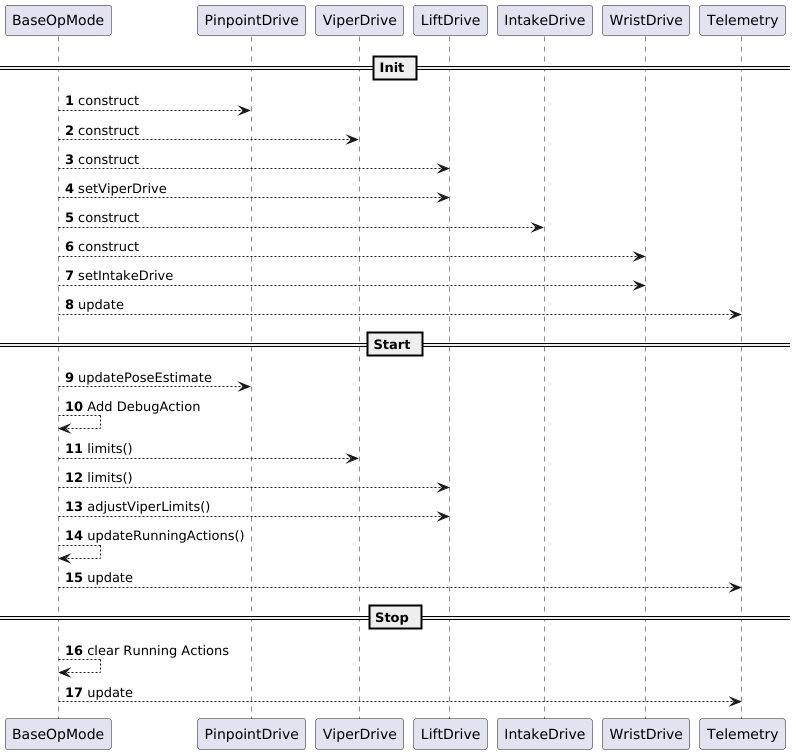 BaseOpMode PinpointDrive ViperDrive LiftDrive IntakeDrive WristDrive Telemetry
Init
1 construct
2 construct
3 construct
4 setViperDrive
5 construct
6 construct
7 setIntakeDrive
8 update
Start
9 updatePoseEstimate
10 Add DebugAction
11 limits()
12 limits()
13 adjustViperLimits()
14 updateRunningActions()
15 update
Stop
16 clear Running Actions
17 update
BaseOpMode PinpointDrive ViperDrive LiftDrive IntakeDrive WristDrive Telemetry